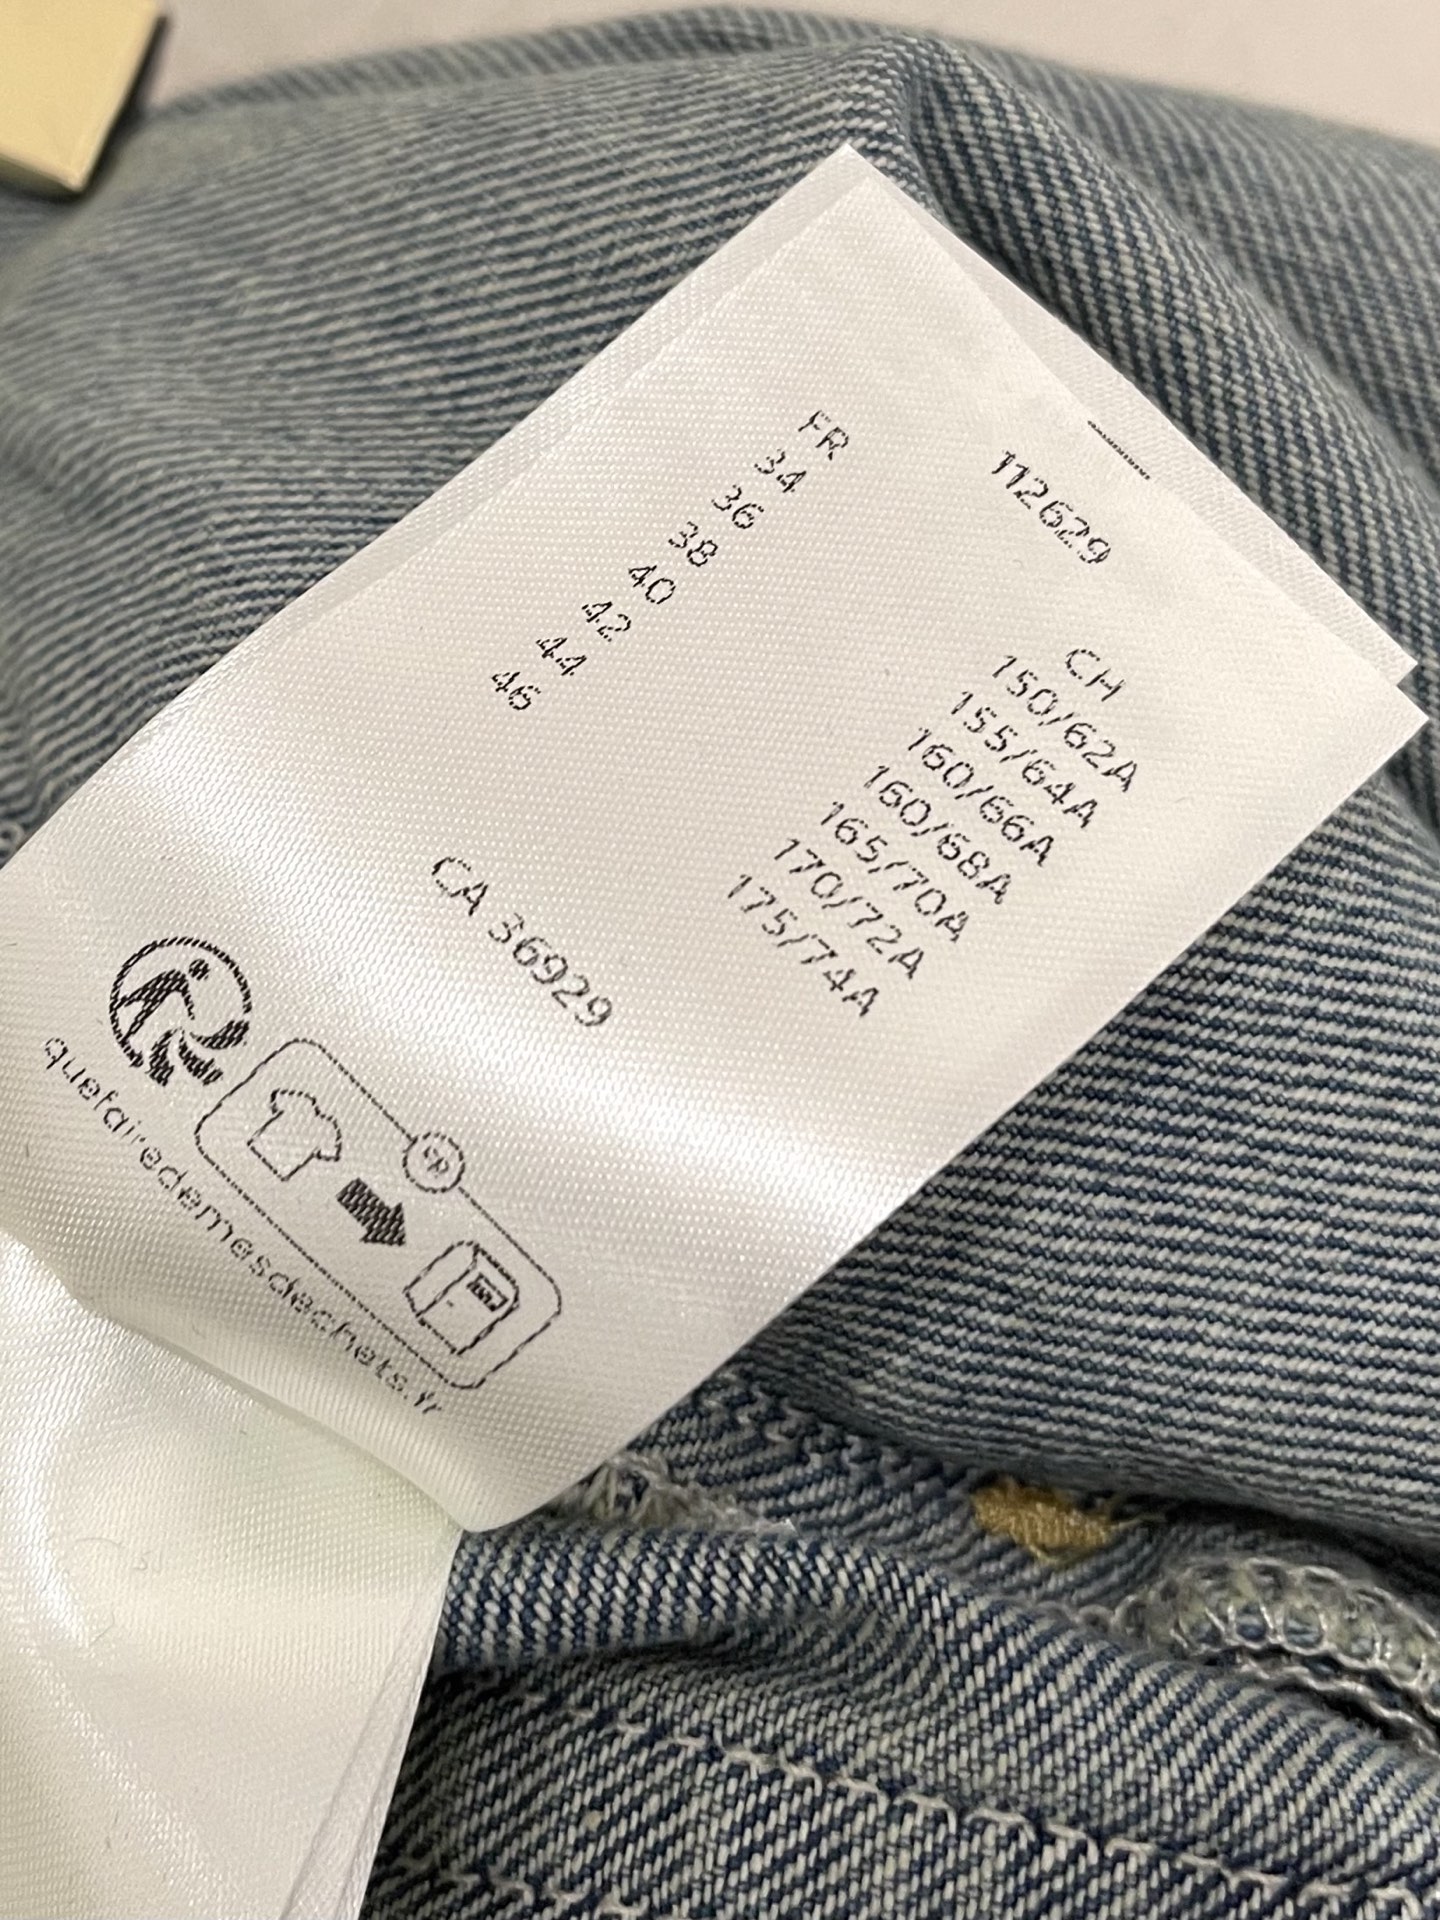 112629
FR CH
34 150/62A
36 155/64A
38 160/66A
40 160/68A
42 165/70A
44 170/72A
46 175/74A
CA 36929
FR
quefairedemesdechets.fr